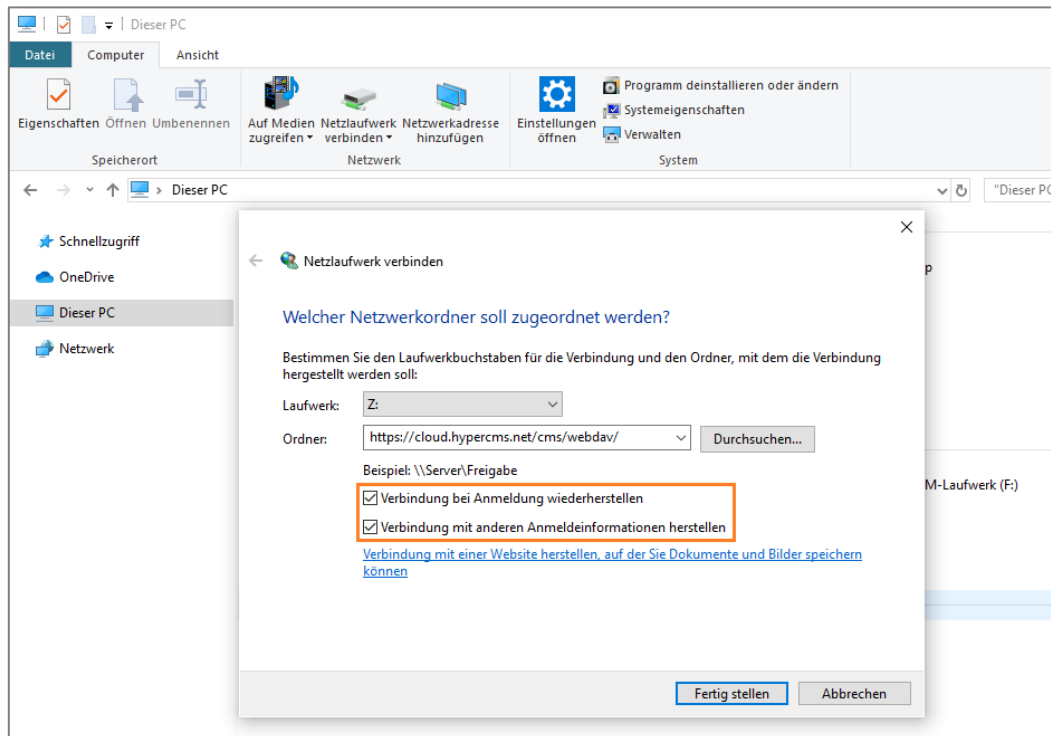 Dieser PC
Datei Computer Ansicht
Eigenschaften Öffnen Umbenennen
Auf Medien zugreifen
Netzlaufwerk verbinden
Netzwerkadresse hinzufügen
Einstellungen öffnen
Programm deinstallieren oder ändern
Systemeigenschaften
Verwalten
Speicherort Netzwerk System
Dieser PC
"Dieser PC
Schnellzugriff
OneDrive
Dieser PC
Netzwerk
p
M-Laufwerk (F:)
Netzlaufwerk verbinden
Welcher Netzwerkordner soll zugeordnet werden?
Bestimmen Sie den Laufwerkbuchstaben für die Verbindung und den Ordner, mit dem die Verbindung
hergestellt werden soll:
Laufwerk: Z:
Ordner: https://cloud.hypercms.net/cms/webdav/ Durchsuchen...
Beispiel: \\Server\Freigabe
Verbindung bei Anmeldung wiederherstellen
Verbindung mit anderen Anmeldeinformationen herstellen
Verbindung mit einer Website herstellen, auf der Sie Dokumente und Bilder speichern
können
Fertig stellen Abbrechen